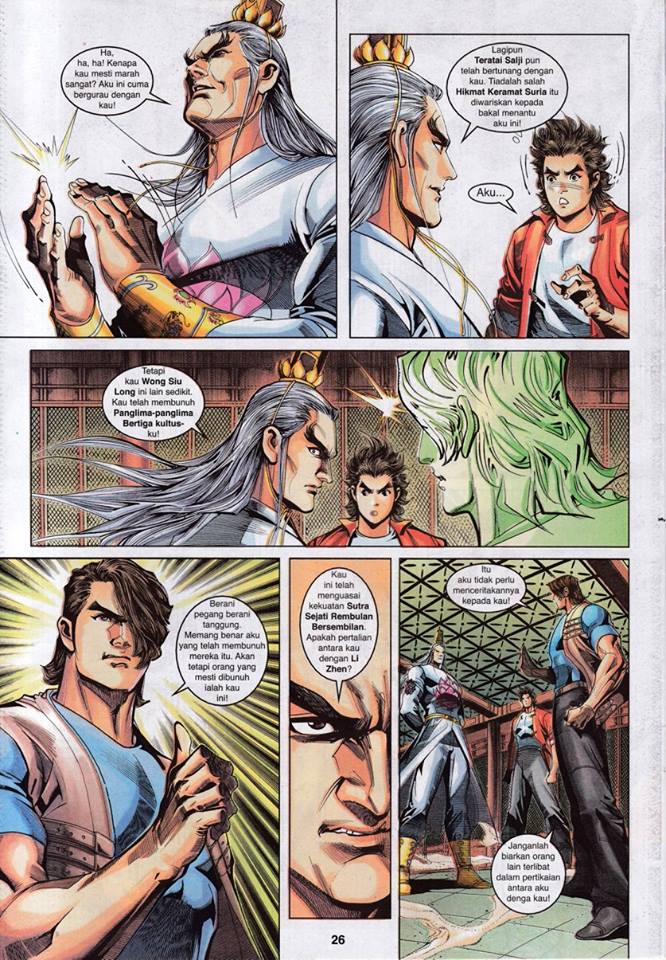 Ha,
ha, ha! Kenapa
kau mesti marah
sangat? Aku ini cuma
bergurau dengan
kau!
Lagipun
Teratai Salji pun
telah bertunang dengan
kau. Tiadalah salah
Hikmat Keramat Suria itu
diwariskan kepada
bakal menantu
aku ini!
Aku...
Tetapi
kau Wong Siu
Long ini lain sedikit.
Kau telah membunuh
Panglima-panglima
Bertiga kultus-
ku!
Berani
pegang berani
tanggung.
Memang benar aku
yang telah membunuh
mereka itu. Akan
tetapi orang yang
mesti dibunuh
ialah kau
ini!
Kau
ini telah
menguasai
kekuatan Sutra
Sejati Rembulan
Bersembilan.
Apakah pertalian
antara kau
dengan Li
Zhen?
Itu
aku tidak perlu
menceritakannya
kepada kau!
Janganlah
biarkan orang
lain terlibat
dalam pertikaian
antara aku
denga kau!
26